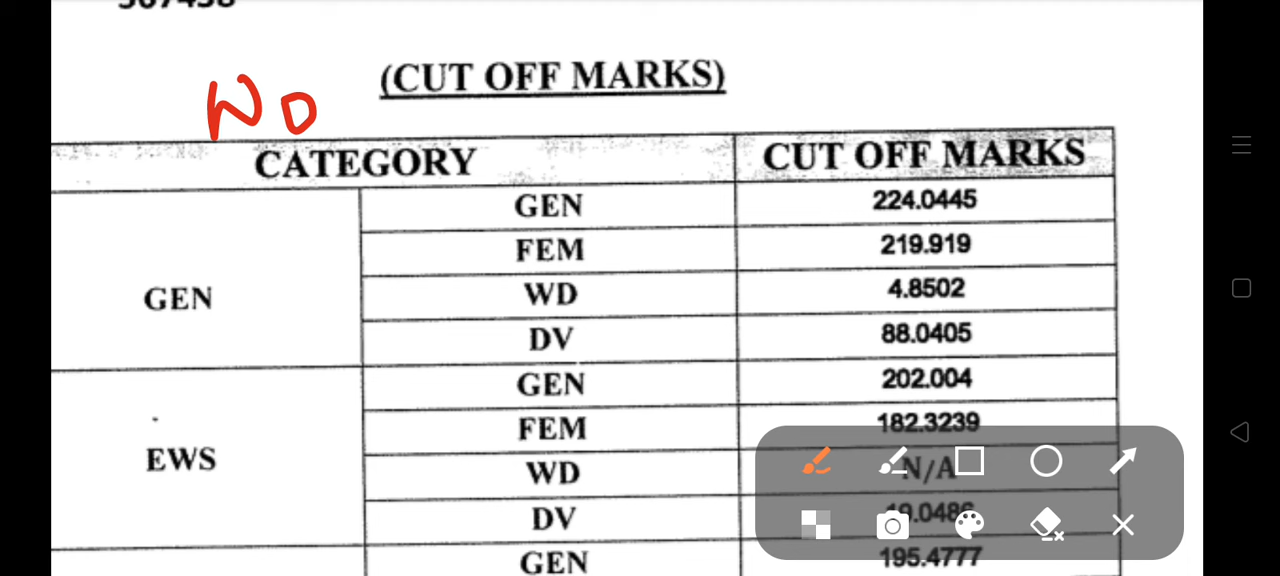 (CUT OFF MARKS)
NO
CATEGORY CUT OFF MARKS
GEN GEN 224.0445
FEM 219.919
WD 4.8502
DV 88.0405
EWS GEN 202.004
FEM 182.3239
WD N/A
DV
GEN 195.4777